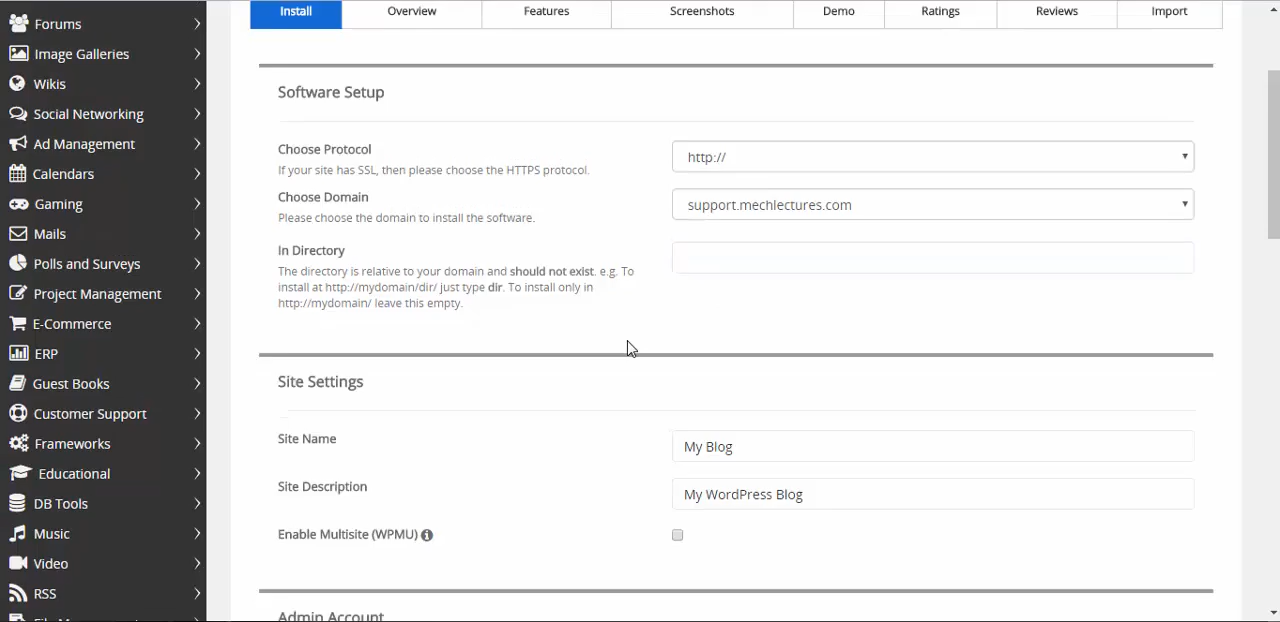 Install
Overview
Features
Screenshots
Demo
Ratings
Reviews
Import
Forums
Image Galleries
Wikis
Social Networking
Ad Management
Calendars
Gaming
Mails
Polls and Surveys
Project Management
E-Commerce
ERP
Guest Books
Customer Support
Frameworks
Educational
DB Tools
Music
Video
RSS
Software Setup
Choose Protocol
If your site has SSL, then please choose the HTTPS protocol.
http://
Choose Domain
Please choose the domain to install the software.
support.mechlectures.com
In Directory
The directory is relative to your domain and should not exist. e.g. To
install at http://mydomain/dir/ just type dir. To install only in
http://mydomain/ leave this empty.
Site Settings
Site Name
My Blog
Site Description
My WordPress Blog
Enable Multisite (WPMU)
Admin Account